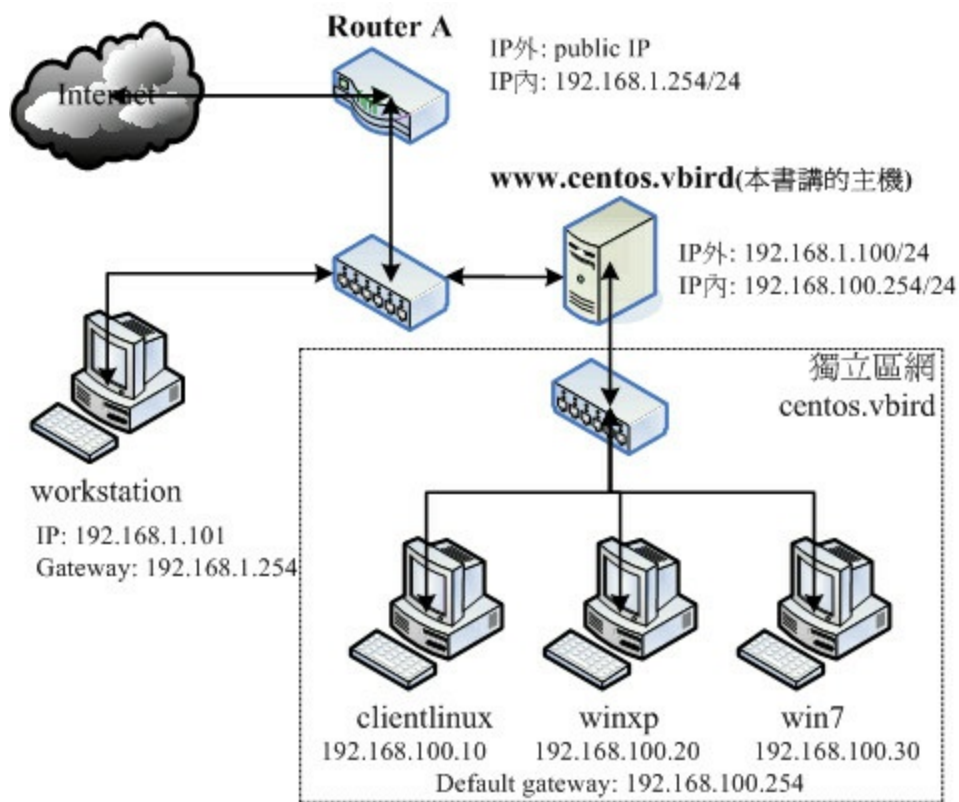 Router A
IP外: public IP
IP內: 192.168.1.254/24
Internet
www.centos.vbird(本書講的主機)
IP外: 192.168.1.100/24
IP內: 192.168.100.254/24
獨立區網
centos.vbird
workstation
IP: 192.168.1.101
Gateway: 192.168.1.254
clientlinux
192.168.100.10
winxp
192.168.100.20
win7
192.168.100.30
Default gateway: 192.168.100.254